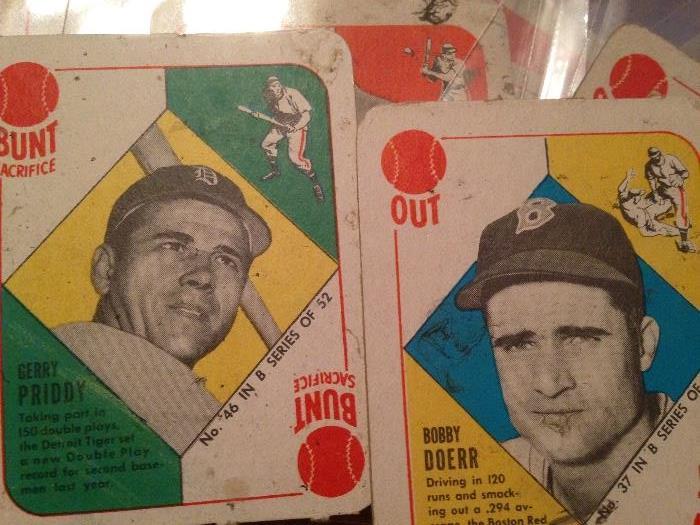 BUNT
SACRIFICE
D
GERRY
PRIDDY
Taking part in
150 double plays,
the Detroit Tiger set
a new Double Play
record for second base-
men last year.
No. 46 IN B SERIES OF 52
BUNT
SACRIFICE
OUT
B
BOBBY
DOERR
Driving in 120
runs and smack-
ing out a .294 av-
the Boston Red
No. 37 IN B SERIES OF